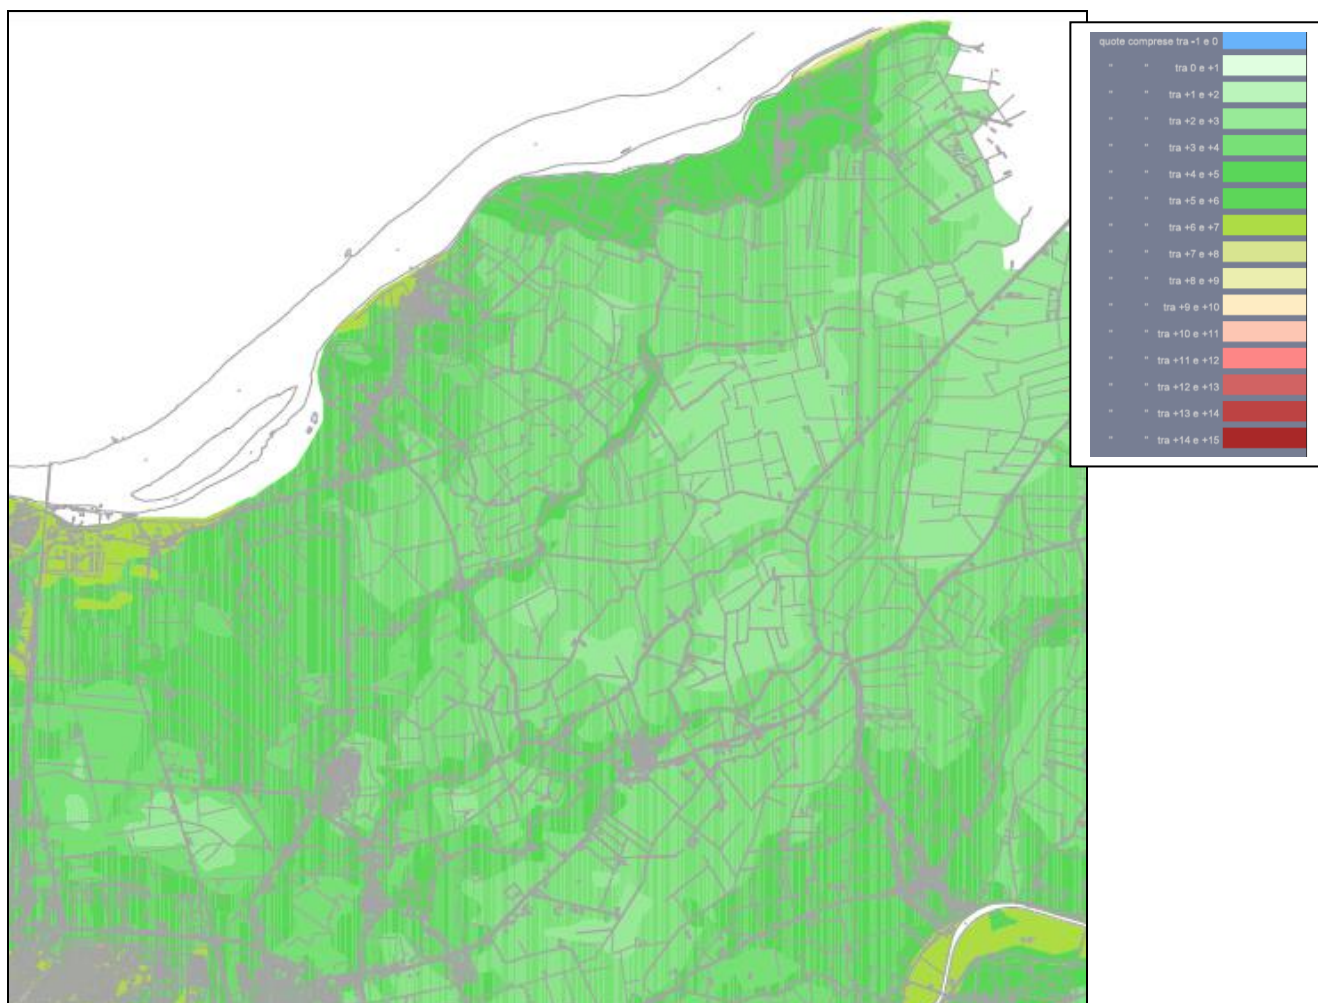 quote comprese tra -1 e 0
" " tra 0 e +1
" " tra +1 e +2
" " tra +2 e +3
" " tra +3 e +4
" " tra +4 e +5
" " tra +5 e +6
" " tra +6 e +7
" " tra +7 e +8
" " tra +8 e +9
" " tra +9 e +10
" " tra +10 e +11
" " tra +11 e +12
" " tra +12 e +13
" " tra +13 e +14
" " tra +14 e +15